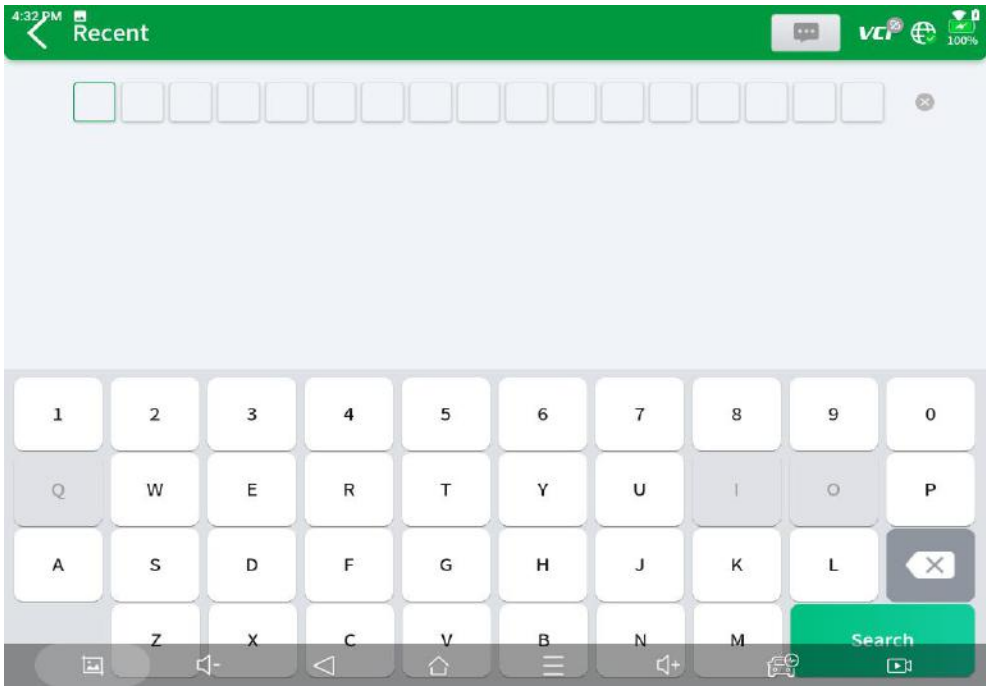 4:32 PM
Recent
VCI
100%
1 2 3 4 5 6 7 8 9 0
Q W E R T Y U I O P
A S D F G H J K L
Z X C V B N M Search